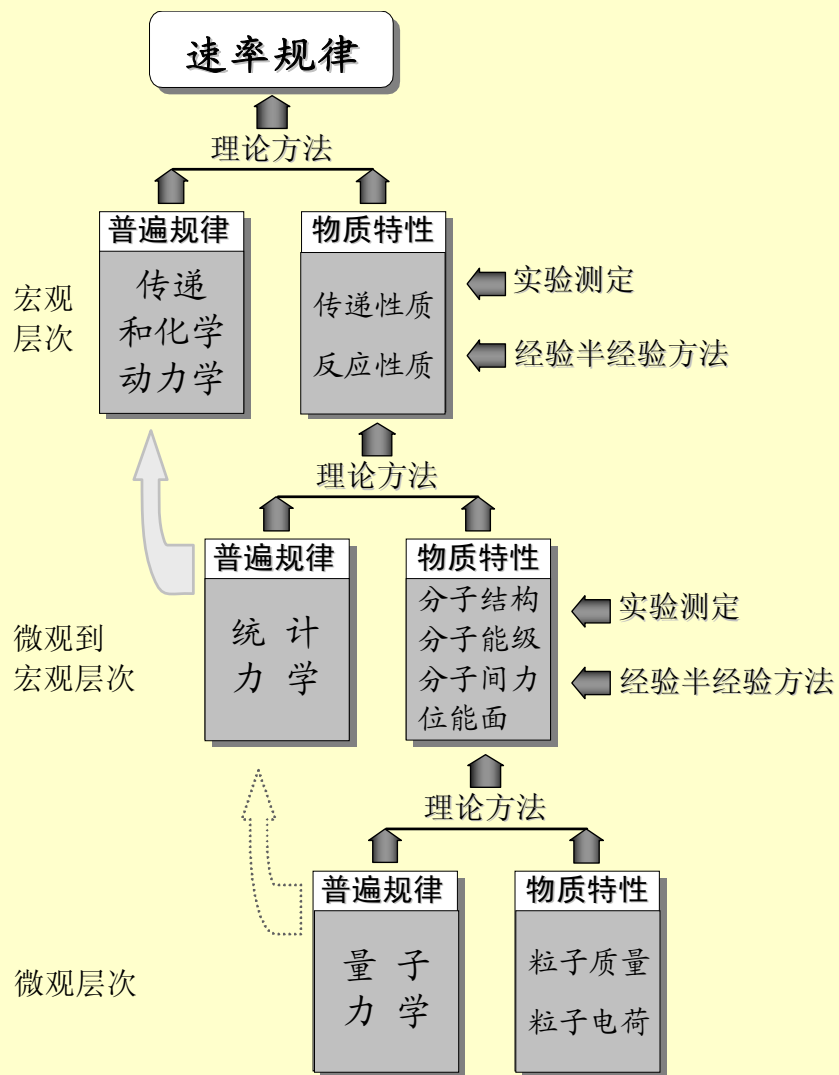 速率规律
理论方法
普遍规律
传递
和化学
动力学
物质特性
传递性质
反应性质
实验测定
经验半经验方法
宏观
层次
理论方法
普遍规律
统 计
力 学
物质特性
分子结构
分子能级
分子间力
位能面
实验测定
经验半经验方法
微观到
宏观层次
理论方法
普遍规律
量 子
力 学
物质特性
粒子质量
粒子电荷
微观层次